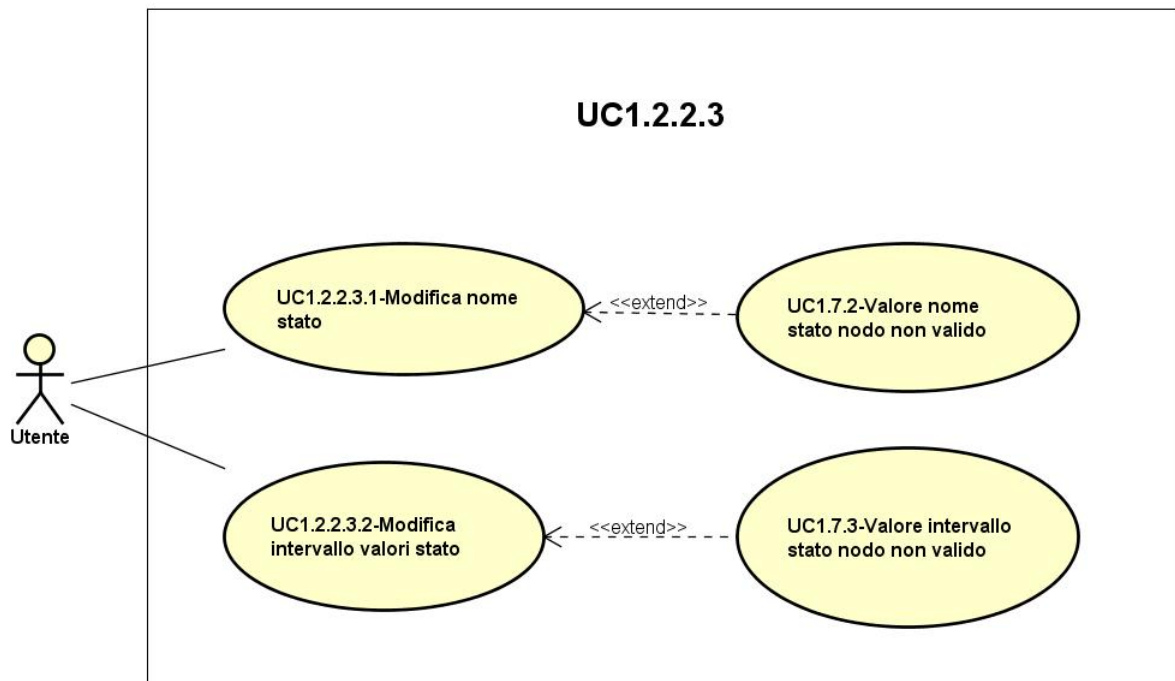 UC1.2.2.3
UC1.2.2.3.1-Modifica nome
stato
<<extend>>
UC1.7.2-Valore nome
stato nodo non valido
Utente
UC1.2.2.3.2-Modifica
intervallo valori stato
<<extend>>
UC1.7.3-Valore intervallo
stato nodo non valido